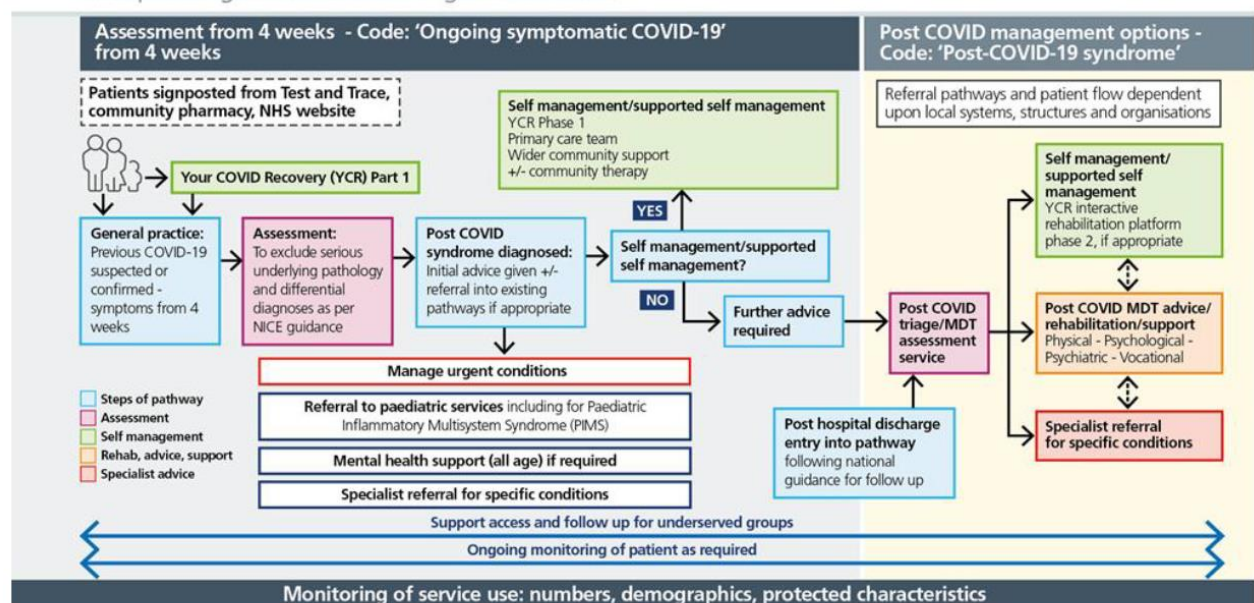 Assessment from 4 weeks - Code: 'Ongoing symptomatic COVID-19'
from 4 weeks
Post COVID management options -
Code: 'Post-COVID-19 syndrome'
Patients signposted from Test and Trace,
community pharmacy, NHS website
Your COVID Recovery (YCR) Part 1
Self management/supported self management
YCR Phase 1
Primary care team
Wider community support
+/- community therapy
Referral pathways and patient flow dependent
upon local systems, structures and organisations
General practice:
Previous COVID-19
suspected or
confirmed -
symptoms from 4
weeks
Assessment:
To exclude serious
underlying pathology
and differential
diagnoses as per
NICE guidance
Post COVID
syndrome diagnosed:
Initial advice given +/-
referral into existing
pathways if appropriate
YES
Self management/supported
self management?
NO
Further advice
required
Post COVID
triage/MDT
assessment
service
Self management/
supported self
management
YCR interactive
rehabilitation platform
phase 2, if appropriate
Post COVID MDT advice/
rehabilitation/support
Physical - Psychological -
Psychiatric - Vocational
Specialist referral
for specific conditions
Post hospital discharge
entry into pathway
following national
guidance for follow up
Manage urgent conditions
Referral to paediatric services including for Paediatric
Inflammatory Multisystem Syndrome (PIMS)
Mental health support (all age) if required
Specialist referral for specific conditions
Steps of pathway
Assessment
Self management
Rehab, advice, support
Specialist advice
Support access and follow up for underserved groups
Ongoing monitoring of patient as required
Monitoring of service use: numbers, demographics, protected characteristics